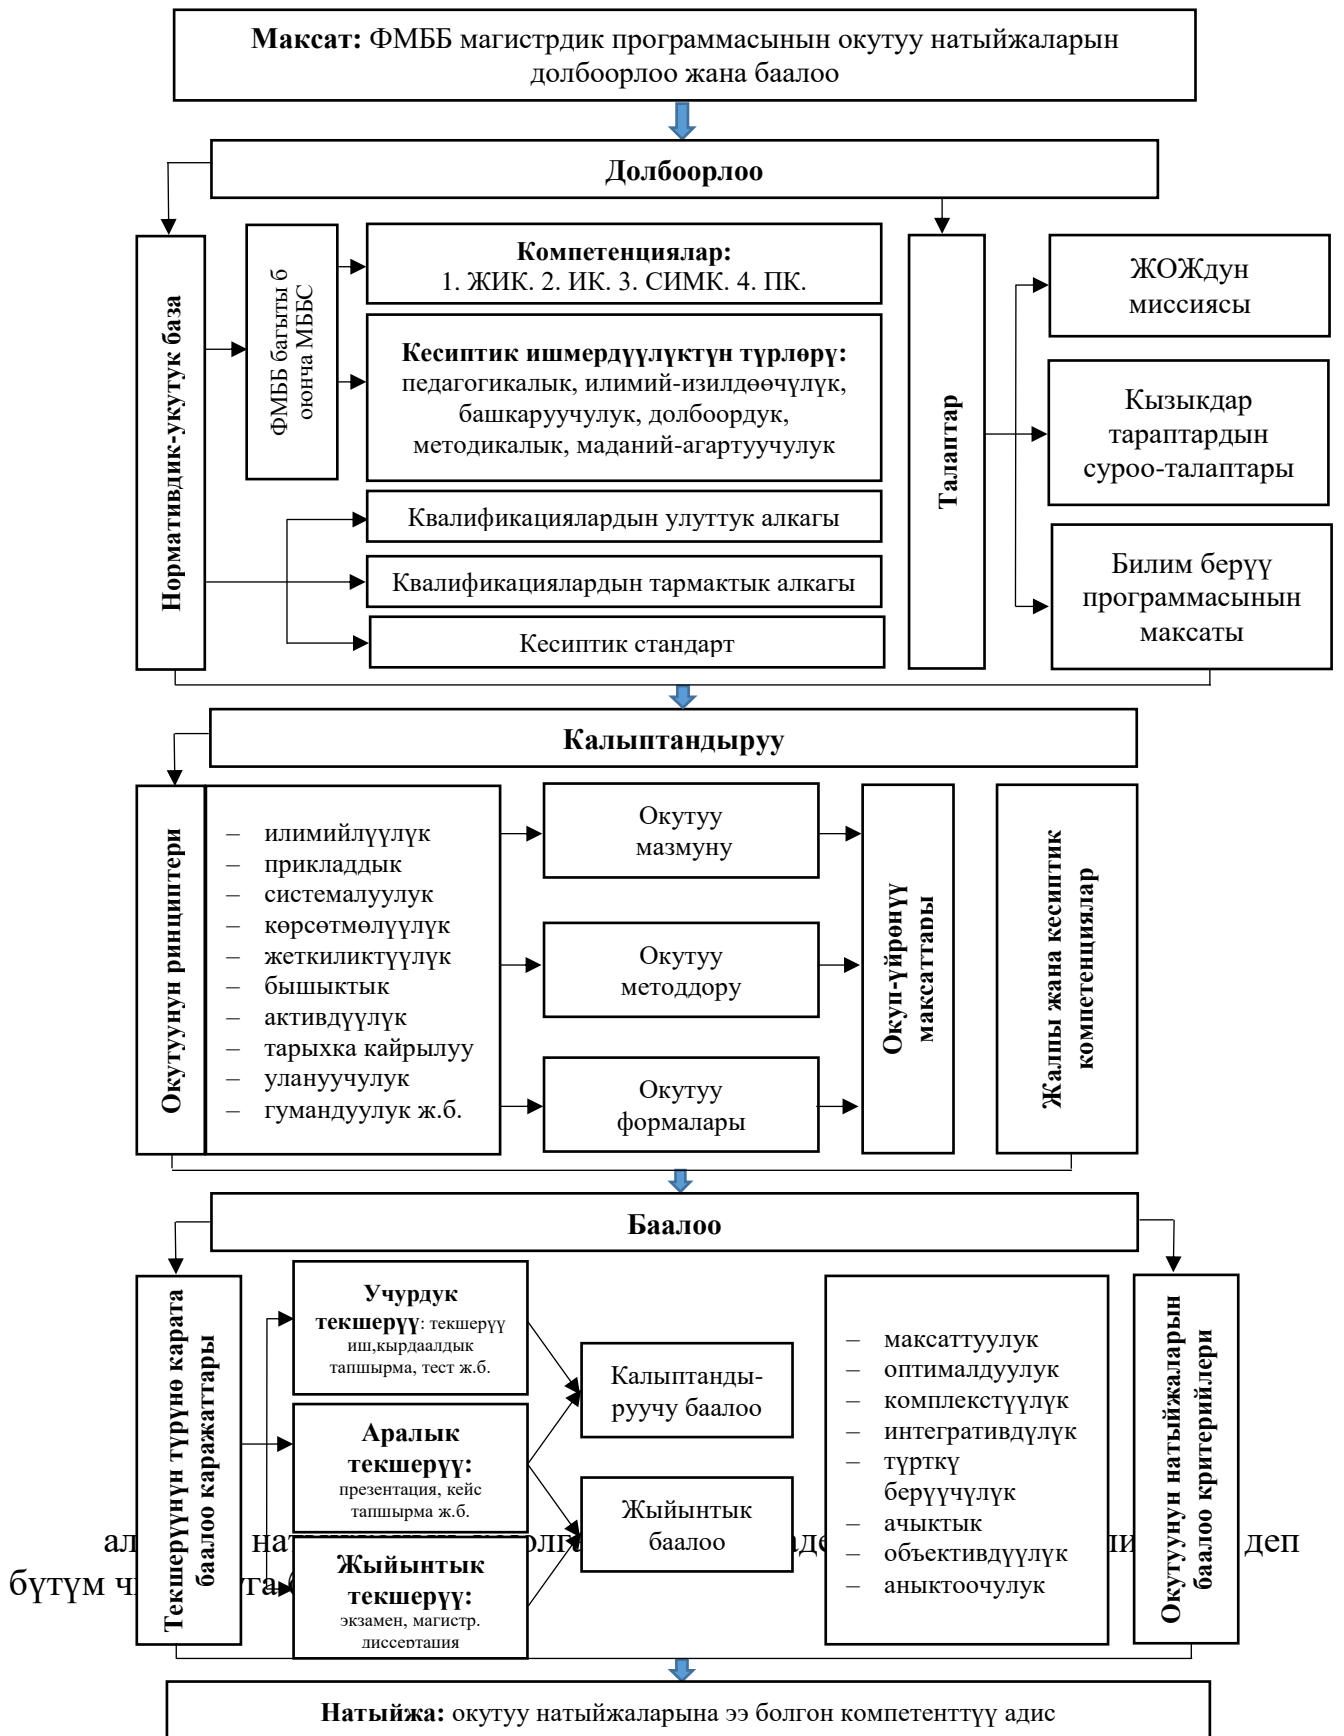 Максат: ФМББ магистрдик программасынын окутуу натыйжаларын
долбоорлоо жана баалоо
Долбоорлоо
Нормативдик-укутук база
ФМББ багыты б
оюнча МББС
Компетенциялар:
1. ЖИК. 2. ИК. 3. СИМК. 4. ПК.
Кесиптик ишмердүүлүктүн түрлөрү:
педагогикалык, илимий-изилдөөчүлүк,
башкаруучулук, долбоордук,
методикалык, маданий-агартуучулук
Квалификациялардын улуттук алкагы
Квалификациялардын тармактык алкагы
Кесиптик стандарт
Талаптар
ЖОЖдун
миссиясы
Кызыкдар
тараптардын
суроо-талаптары
Билим берүү
программасынын
максаты
Калыптандыруу
Окутуунун ринциптери
– илимийлүүлүк
– прикладдык
– системалуулук
– көрсөтмөлүүлүк
– жеткиликтүүлүк
– бышыктык
– активдүүлүк
– тарыхка кайрылуу
– улануучулук
– гумандуулук ж.б.
Окутуу
мазмуну
Окутуу
методдору
Окутуу
формалары
Окуп-үйрөнүү
максаттары
Жалпы жана кесиптик
компетенциялар
Баалоо
Текшерүүнүн түрүнө карата
баалоо каражаттары
Учурдук
текшерүү: текшерүү
иш,кырдаалдык
тапшырма, тест ж.б.
Аралык
текшерүү:
презентация, кейс
тапшырма ж.б.
Жыйынтык
текшерүү:
экзамен, магистр.
диссертация
Калыптанды-
руучу баалоо
Жыйынтык
баалоо
– максаттуулук
– оптималдуулук
– комплекстүүлүк
– интегративдүлүк
– түрткү
берүүчүлүк
– ачыктык
– объективдүүлүк
– аныктоочулук
Окутуунун натыйжаларын
баалоо критерийлери
деп
бүтүм
Натыйжа: окутуу натыйжаларына ээ болгон компетенттүү адис